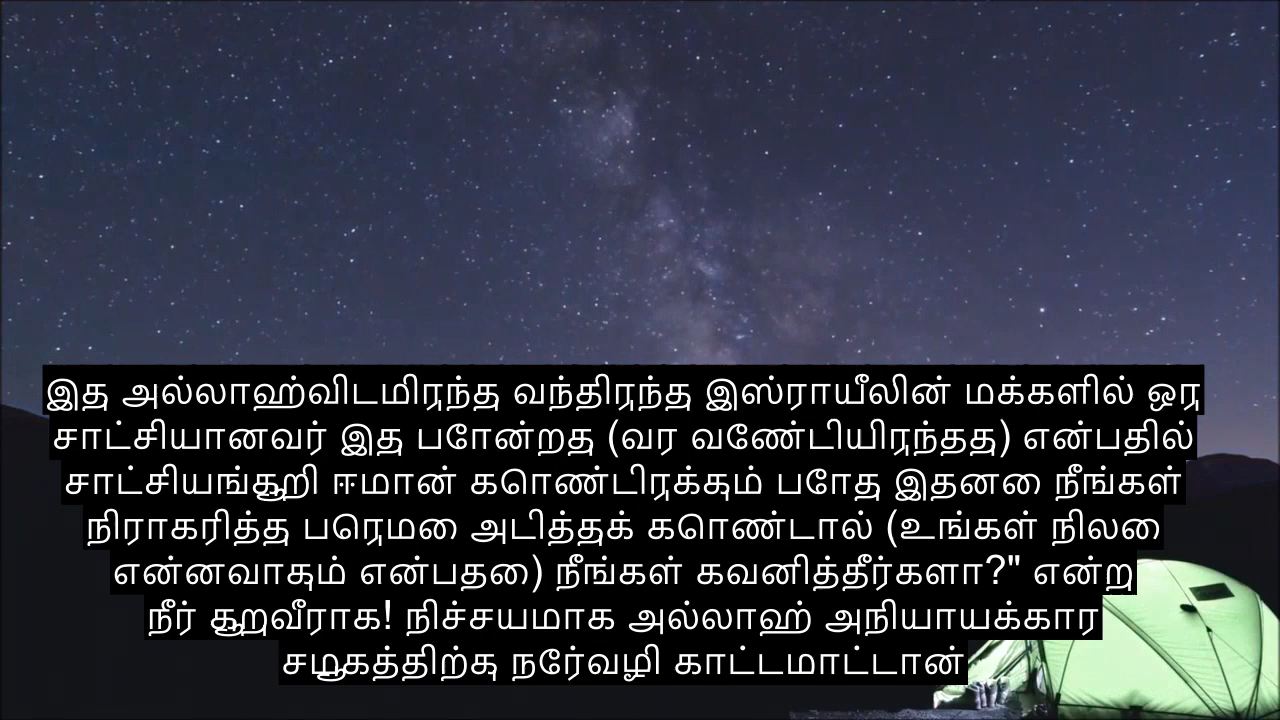 இது அல்லாஹ்விடமிருந்து வந்திருந்து இஸ்ராயீலின் மக்களில் ஒரு
சாட்சியானவர் இது போன்றது (வர வேண்டியிருந்தது) என்பதில்
சாட்சியங்கூறி ஈமான் கொண்டிருக்கும் போது இதனை நீங்கள்
நிராகரித்து பெருமை அடித்துக் கொண்டால் (உங்கள் நிலை
என்னவாகும் என்பதை) நீங்கள் கவனித்தீர்களா?" என்று
நீர் கூறுவீராக! நிச்சயமாக அல்லாஹ் அநியாயக்கார
சமூகத்திற்கு நேர்வழி காட்டமாட்டான்